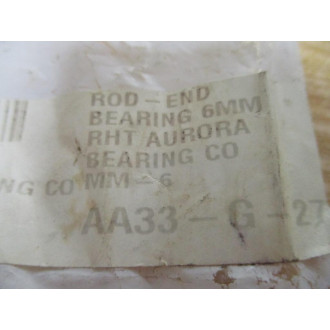 ROD-END
BEARING 6MM
RHT AURORA
BEARING CO
NG CO MM-6
AA33-G-27